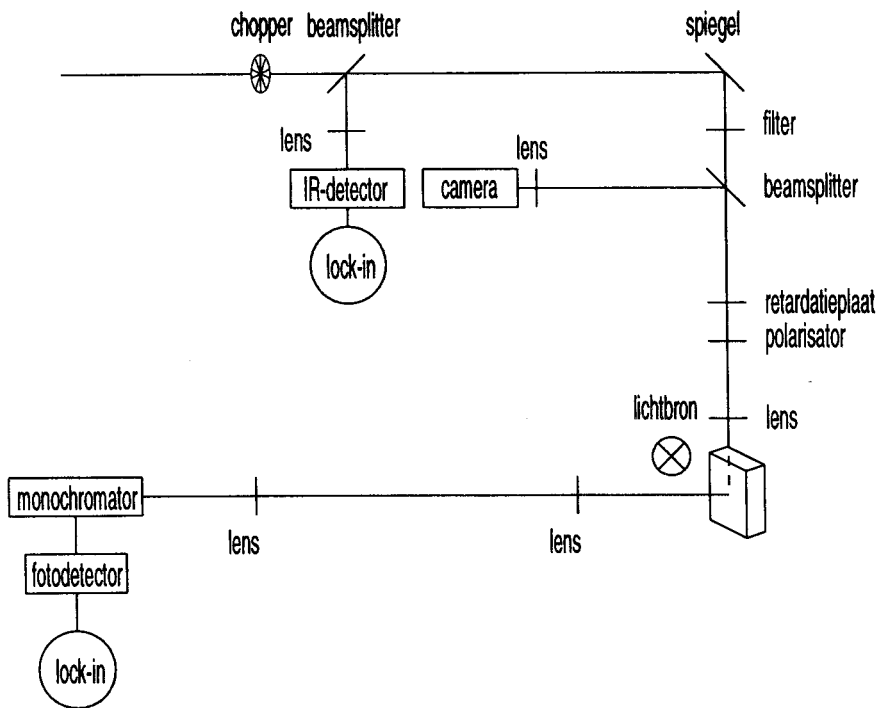 chopper beamsplitter
spiegel
lens
filter
lens
IR-detector
camera
beamsplitter
lock-in
retardatieplaat
polarisator
lichtbron
lens
monochromator
lens
lens
fotodetector
lock-in